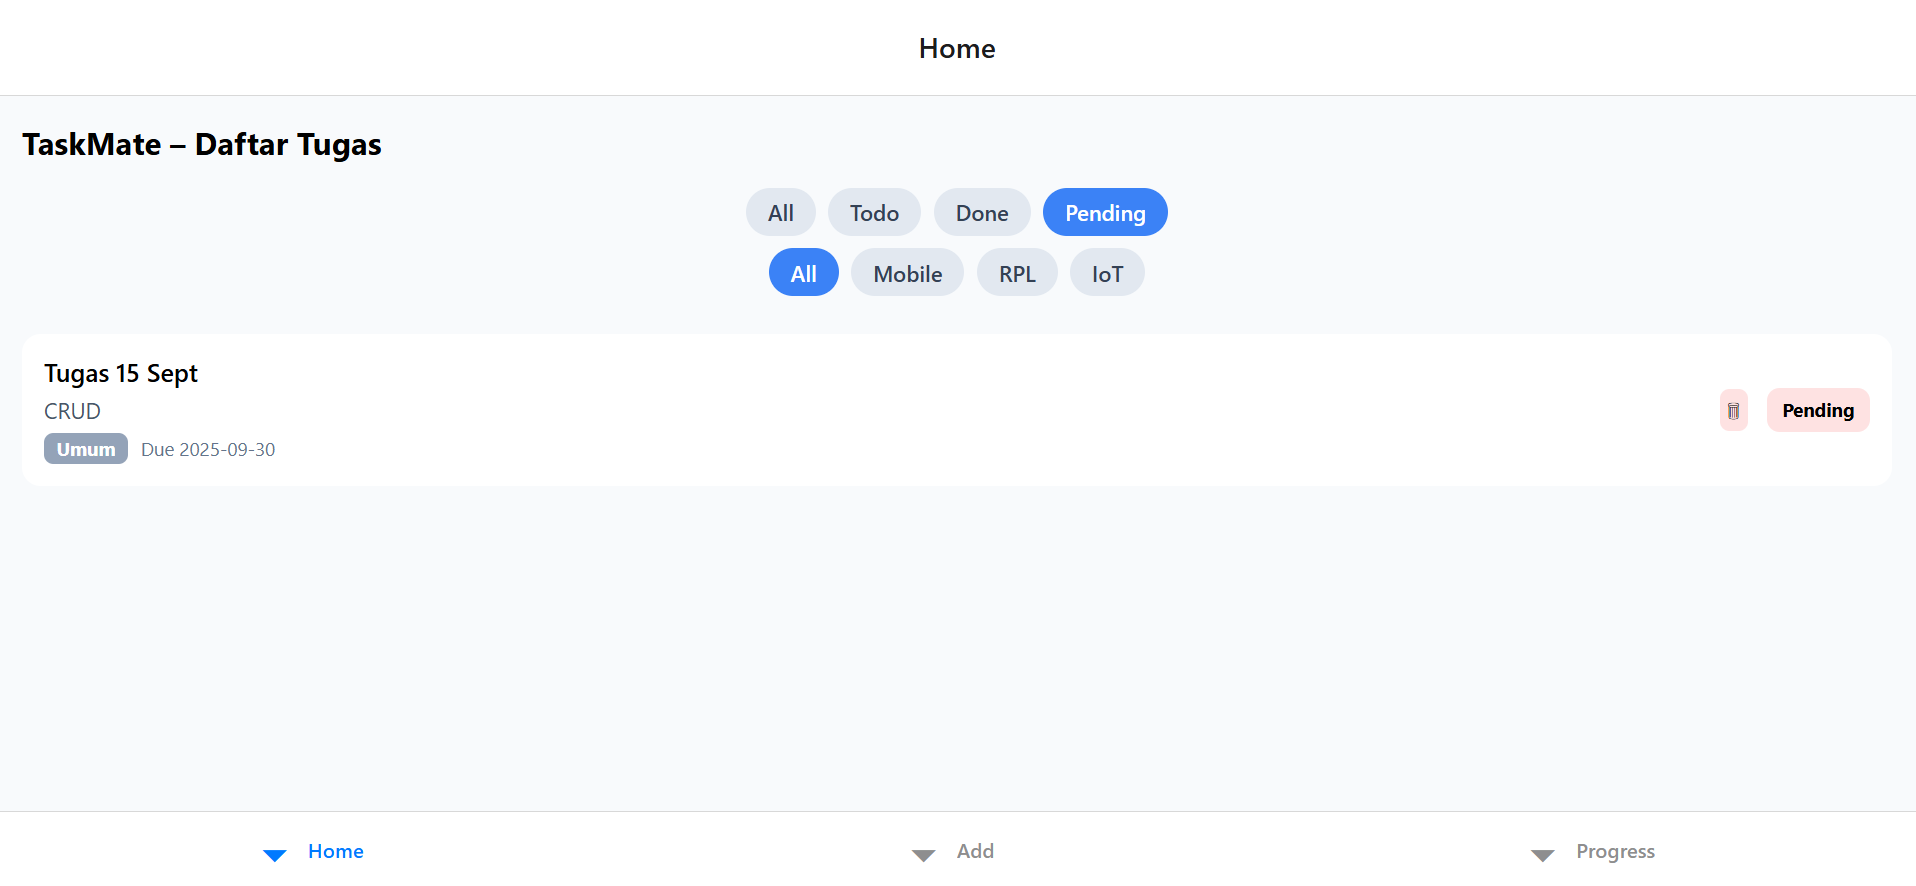 Home
TaskMate – Daftar Tugas
All Todo Done Pending
All Mobile RPL IoT
Tugas 15 Sept
CRUD
Umum Due 2025-09-30
Pending
Home Add Progress